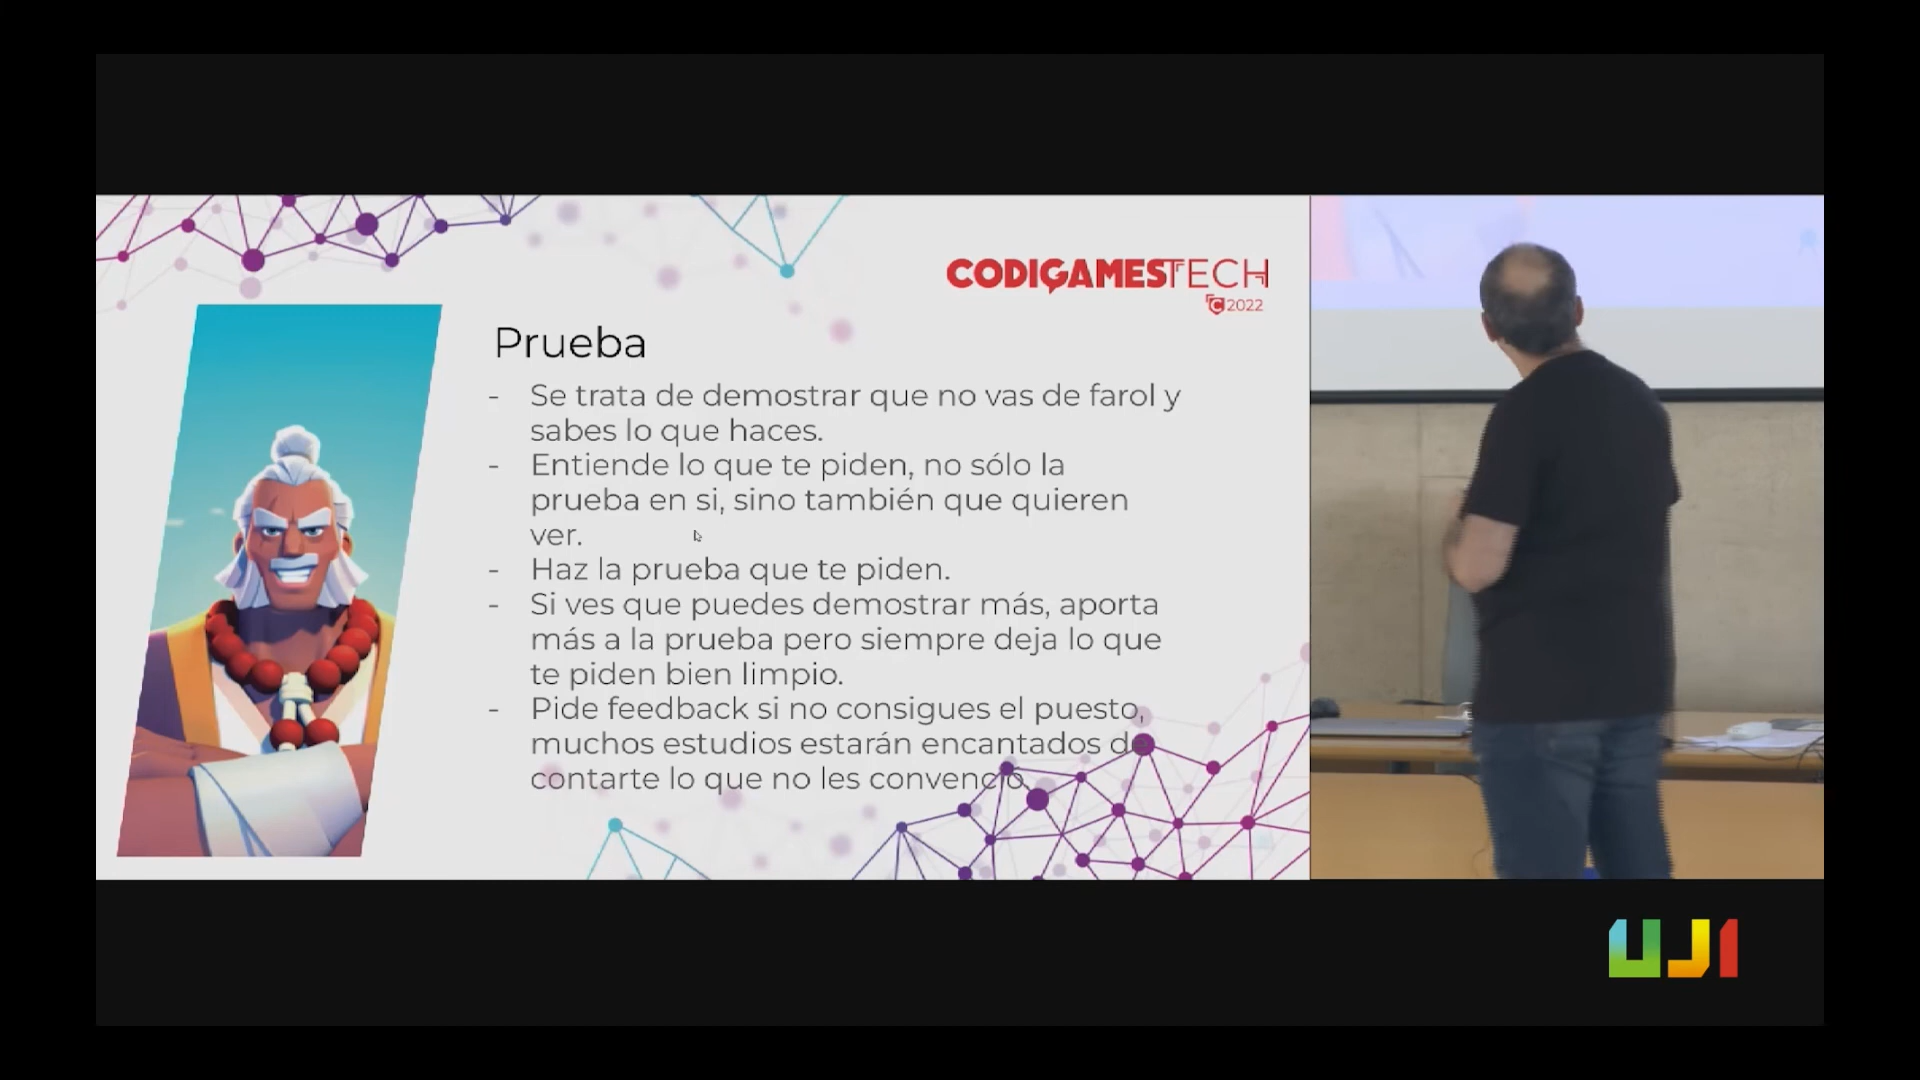 CODIGAMESTECH
C 2022
Prueba
- Se trata de demostrar que no vas de farol y
sabes lo que haces.
- Entiende lo que te piden, no sólo la
prueba en si, sino también que quieren
ver.
- Haz la prueba que te piden.
- Si ves que puedes demostrar más, aporta
más a la prueba pero siempre deja lo que
te piden bien limpio.
- Pide feedback si no consigues el puesto,
muchos estudios estarán encantados de
contarte lo que no les convenció.
UJI